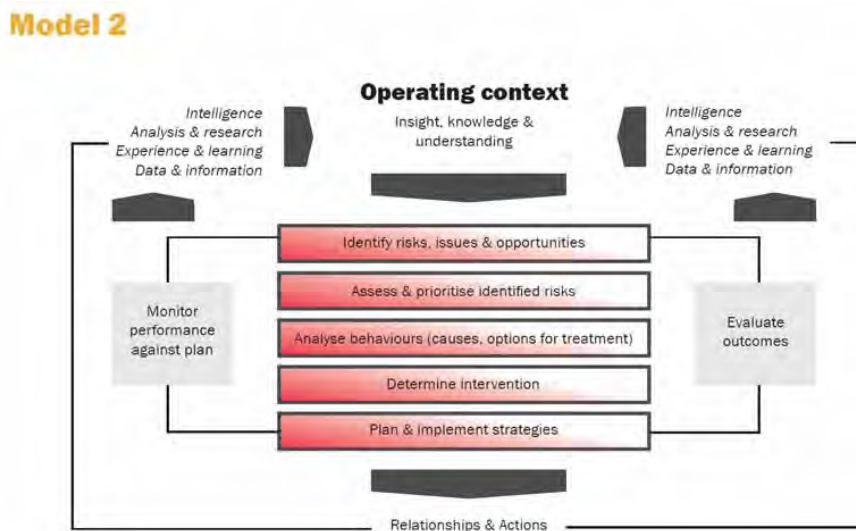 Model 2
Operating context
Insight, knowledge &
understanding
Intelligence
Analysis & research
Experience & learning
Data & information
Intelligence
Analysis & research
Experience & learning
Data & information
Identify risks, issues & opportunities
Assess & prioritise identified risks
Analyse behaviours (causes, options for treatment)
Determine intervention
Plan & implement strategies
Monitor
performance
against plan
Evaluate
outcomes
Relationships & Actions